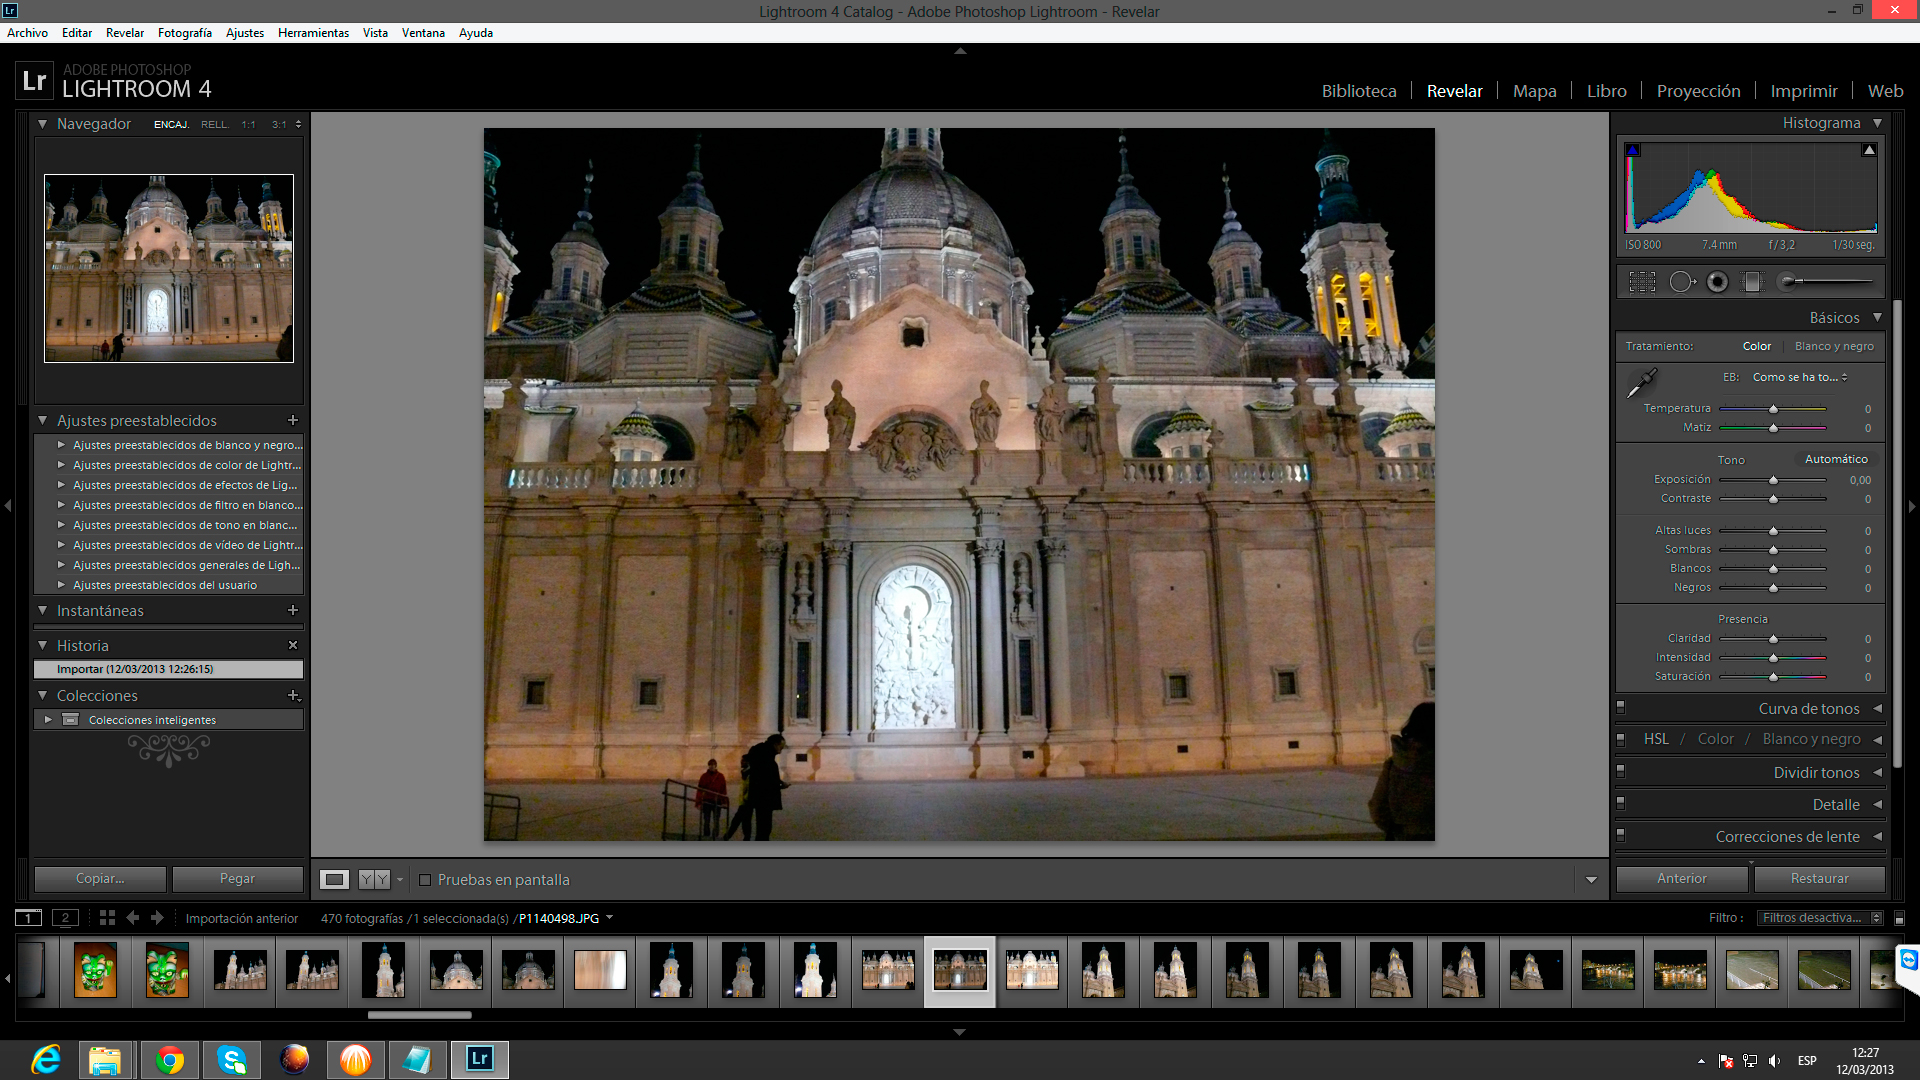 Lr
Lightroom 4 Catalog - Adobe Photoshop Lightroom - Revelar
Archivo Editar Revelar Fotografía Ajustes Herramientas Vista Ventana Ayuda
Lr
ADOBE PHOTOSHOP
LIGHTROOM 4
Biblioteca | Revelar | Mapa | Libro | Proyección | Imprimir | Web
Navegador ENCAJ. RELL. 1:1 3:1
Ajustes preestablecidos
Ajustes preestablecidos de blanco y negro...
Ajustes preestablecidos de color de Lightr...
Ajustes preestablecidos de efectos de Lig...
Ajustes preestablecidos de filtro en blanco...
Ajustes preestablecidos de tono en blanc...
Ajustes preestablecidos de vídeo de Lightr...
Ajustes preestablecidos generales de Ligh...
Ajustes preestablecidos del usuario
Instantáneas
Historia
Importar (12/03/2013 12:26:15)
Colecciones
Colecciones inteligentes
Copiar... Pegar
Pruebas en pantalla
Histograma
ISO 800 7.4 mm f / 3,2 1/30 seg.
Básicos
Tratamiento: Color Blanco y negro
EB: Como se ha to...
Temperatura 0
Matiz 0
Tono Automático
Exposición 0,00
Contraste 0
Altas luces 0
Sombras 0
Blancos 0
Negros 0
Presencia
Claridad 0
Intensidad 0
Saturación 0
Curva de tonos
HSL / Color / Blanco y negro
Dividir tonos
Detalle
Correcciones de lente
Anterior Restaurar
1 2 Importación anterior 470 fotografías /1 seleccionada(s) /P1140498.JPG Filtro : Filtros desactiva...
Lr
ESP
12:27
12/03/2013